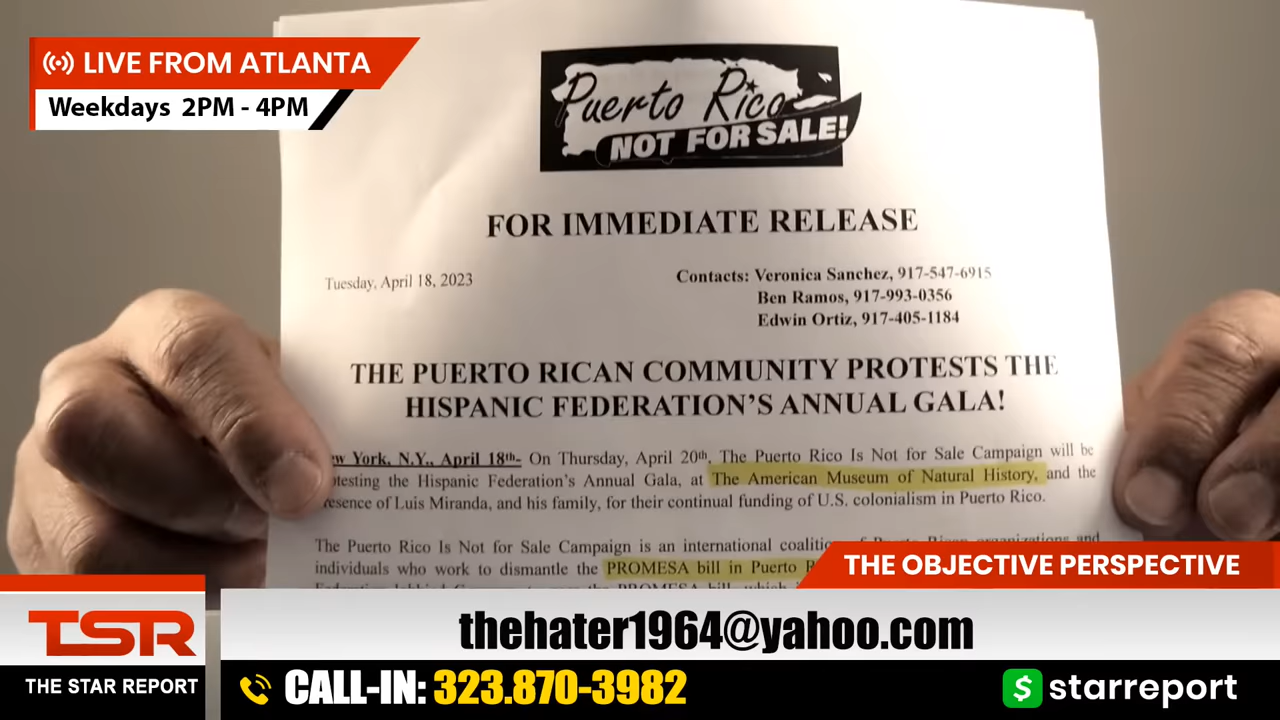 LIVE FROM ATLANTA
Weekdays 2PM - 4PM
Puerto Rico
NOT FOR SALE!
FOR IMMEDIATE RELEASE
Tuesday, April 18, 2023
Contacts: Veronica Sanchez, 917-547-6915
Ben Ramos, 917-993-0356
Edwin Ortiz, 917-405-1184
THE PUERTO RICAN COMMUNITY PROTESTS THE
HISPANIC FEDERATION'S ANNUAL GALA!
York, N.Y., April 18th- On Thursday, April 20th, The Puerto Rico Is Not for Sale Campaign will be
the Hispanic Federation's Annual Gala, at The American Museum of Natural History, and the
of Luis Miranda, and his family, for their continual funding of U.S. colonialism in Puerto Rico.
The Puerto Rico Is Not for Sale Campaign is an international
individuals who work to dismantle the PROMESA bill in Puerto
THE OBJECTIVE PERSPECTIVE
TSR
THE STAR REPORT
thehater1964@yahoo.com
CALL-IN: 323.870-3982
$ starreport